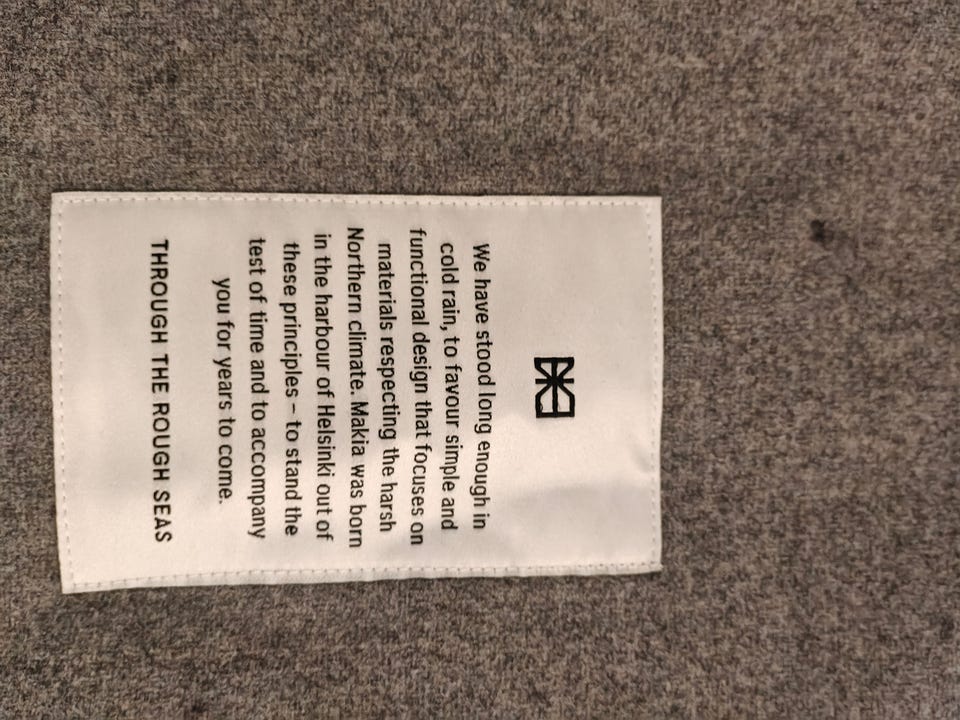 We have stood long enough in
cold rain, to favour simple and
functional design that focuses on
materials respecting the harsh
Northern climate. Makia was born
in the harbour of Helsinki out of
these principles – to stand the
test of time and to accompany
you for years to come.
THROUGH THE ROUGH SEAS